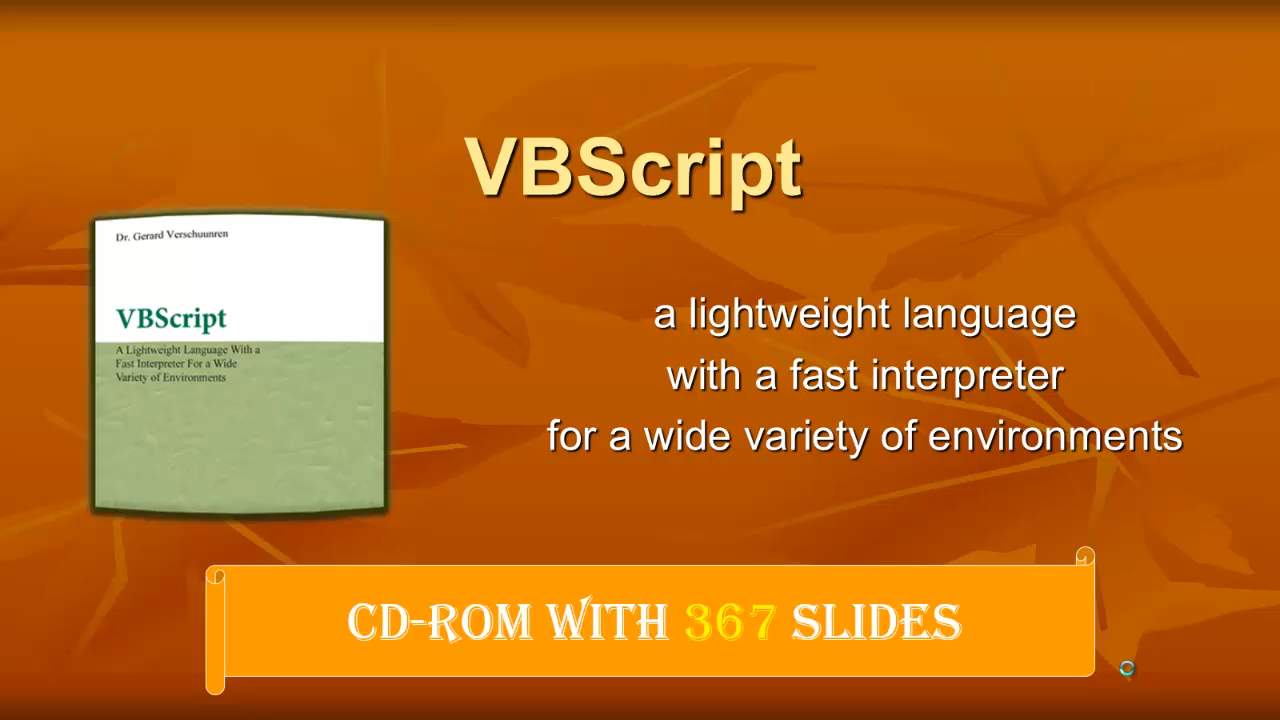 VBScript
Dr. Gerard Verschuunren
VBScript
A Lightweight Language With a
Fast Interpreter For a Wide
Variety of Environments
a lightweight language
with a fast interpreter
for a wide variety of environments
CD-ROM WITH 367 SLIDES